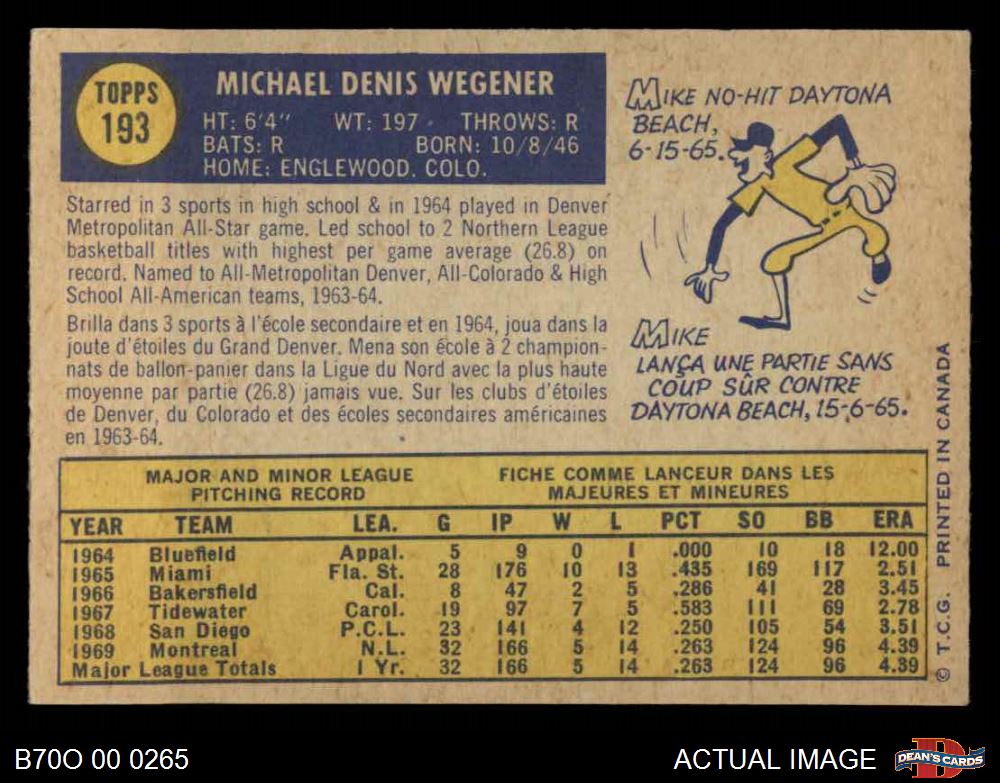 TOPPS
193
MICHAEL DENIS WEGENER
HT: 6'4" WT: 197 THROWS: R
BATS: R BORN: 10/8/46
HOME: ENGLEWOOD, COLO.
Starred in 3 sports in high school & in 1964 played in Denver
Metropolitan All-Star game. Led school to 2 Northern League
basketball titles with highest per game average (26.8) on
record. Named to All-Metropolitan Denver, All-Colorado & High
School All-American teams, 1963-64.
Brilla dans 3 sports à l'école secondaire et en 1964, joua dans la
joute d'étoiles du Grand Denver. Mena son école à 2 champion-
nats de ballon-panier dans la Ligue du Nord avec la plus haute
moyenne par partie (26.8) jamais vue. Sur les clubs d'étoiles
de Denver, du Colorado et des écoles secondaires américaines
en 1963-64.
MIKE NO-HIT DAYTONA
BEACH,
6-15-65.
MIKE
LANÇA UNE PARTIE SANS
COUP SÛR CONTRE
DAYTONA BEACH, 15-6-65.
MAJOR AND MINOR LEAGUE
PITCHING RECORD
FICHE COMME LANCEUR DANS LES
MAJEURES ET MINEURES
YEAR TEAM LEA. G IP W L PCT SO BB ERA
1964 Bluefield Appal. 5 9 0 1 .000 10 18 12.00
1965 Miami Fla. St. 28 176 10 13 .435 169 117 2.51
1966 Bakersfield Cal. 8 47 2 5 .286 41 28 3.45
1967 Tidewater Carol. 19 97 7 5 .583 111 69 2.78
1968 San Diego P.C.L. 23 141 4 12 .250 105 54 3.51
1969 Montreal N.L. 32 166 5 14 .263 124 96 4.39
Major League Totals 1 Yr. 32 166 5 14 .263 124 96 4.39
© T.C.G. PRINTED IN CANADA
B70O 00 0265
ACTUAL IMAGE
D
DEAN'S CARDS